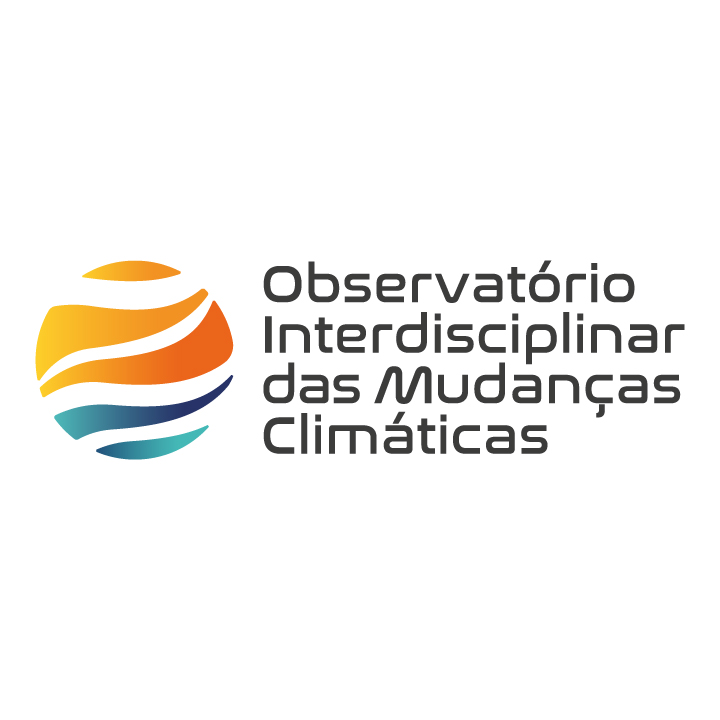 Observatório
Interdisciplinar
das Mudanças
Climáticas